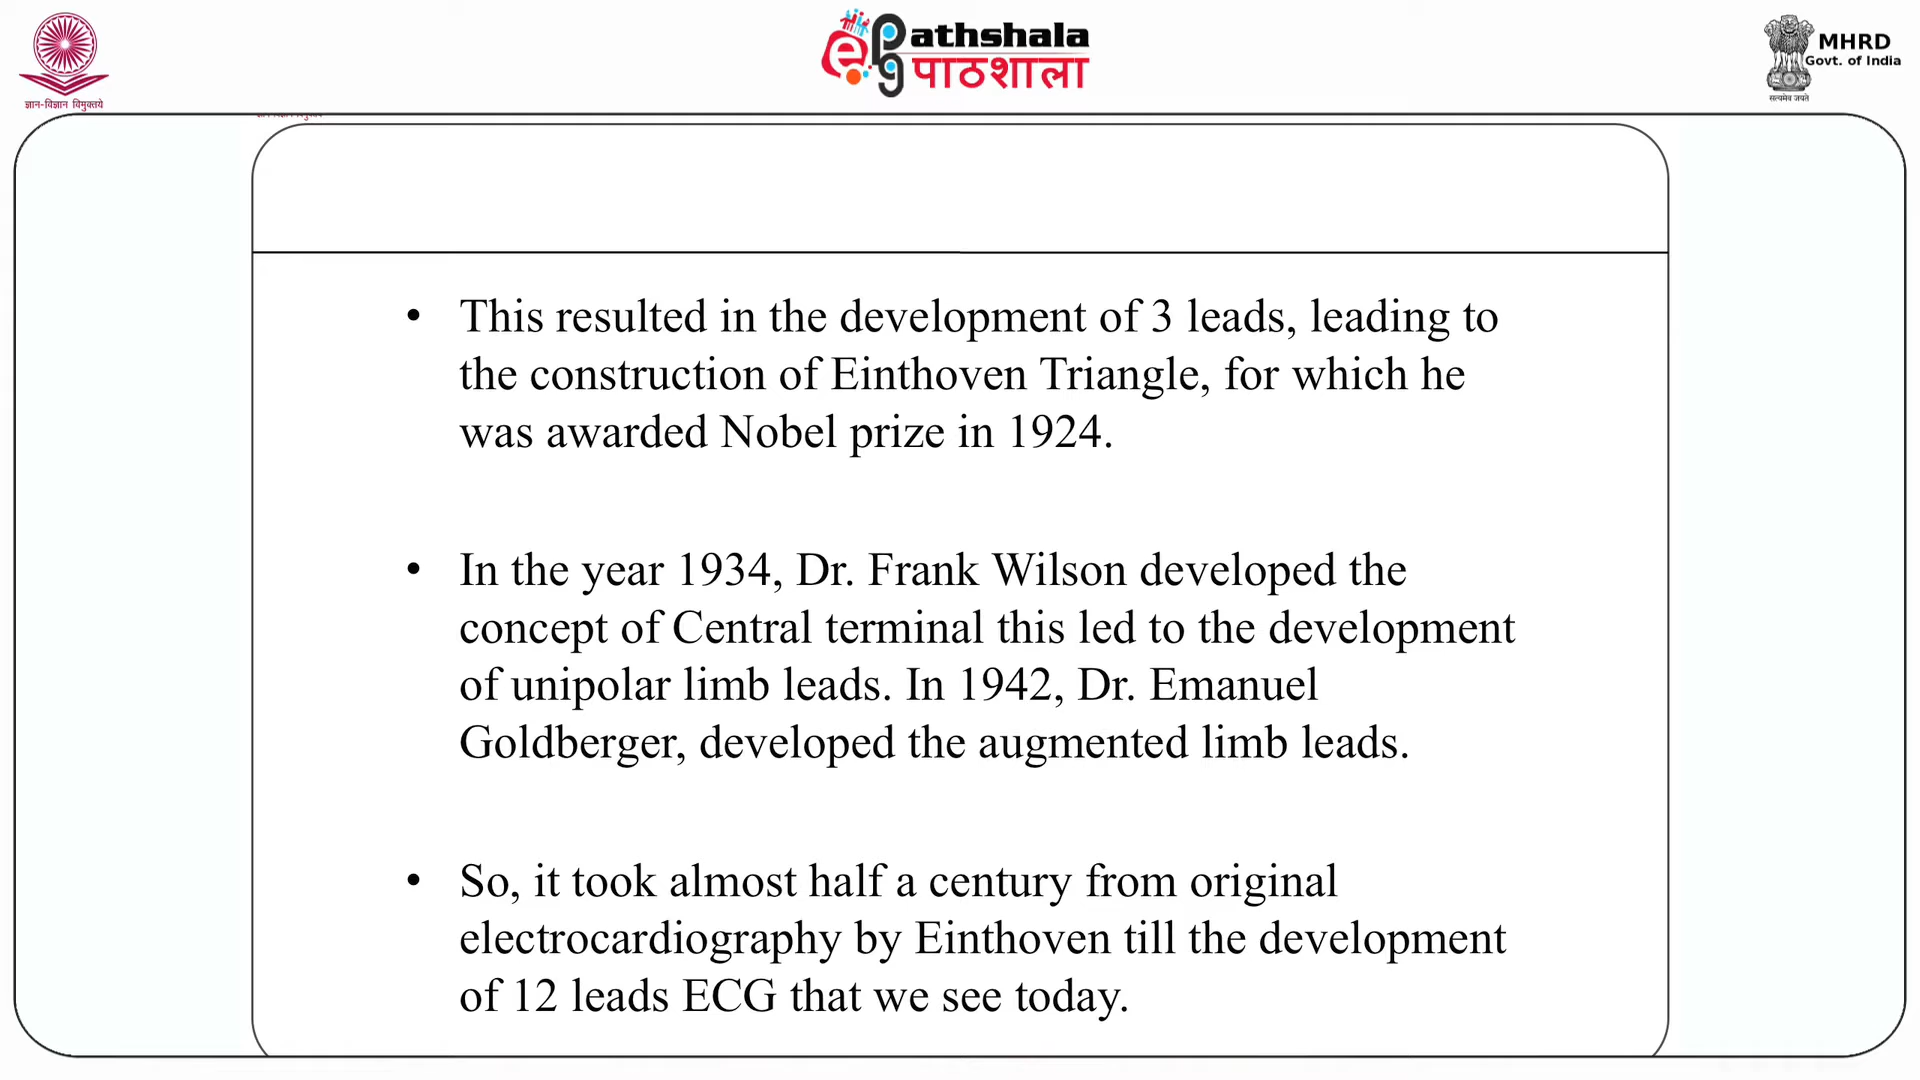 ज्ञान-विज्ञान विमुक्तये
ePathshala
पाठशाला
MHRD
Govt. of India
सत्यमेव जयते
• This resulted in the development of 3 leads, leading to
the construction of Einthoven Triangle, for which he
was awarded Nobel prize in 1924.
• In the year 1934, Dr. Frank Wilson developed the
concept of Central terminal this led to the development
of unipolar limb leads. In 1942, Dr. Emanuel
Goldberger, developed the augmented limb leads.
• So, it took almost half a century from original
electrocardiography by Einthoven till the development
of 12 leads ECG that we see today.